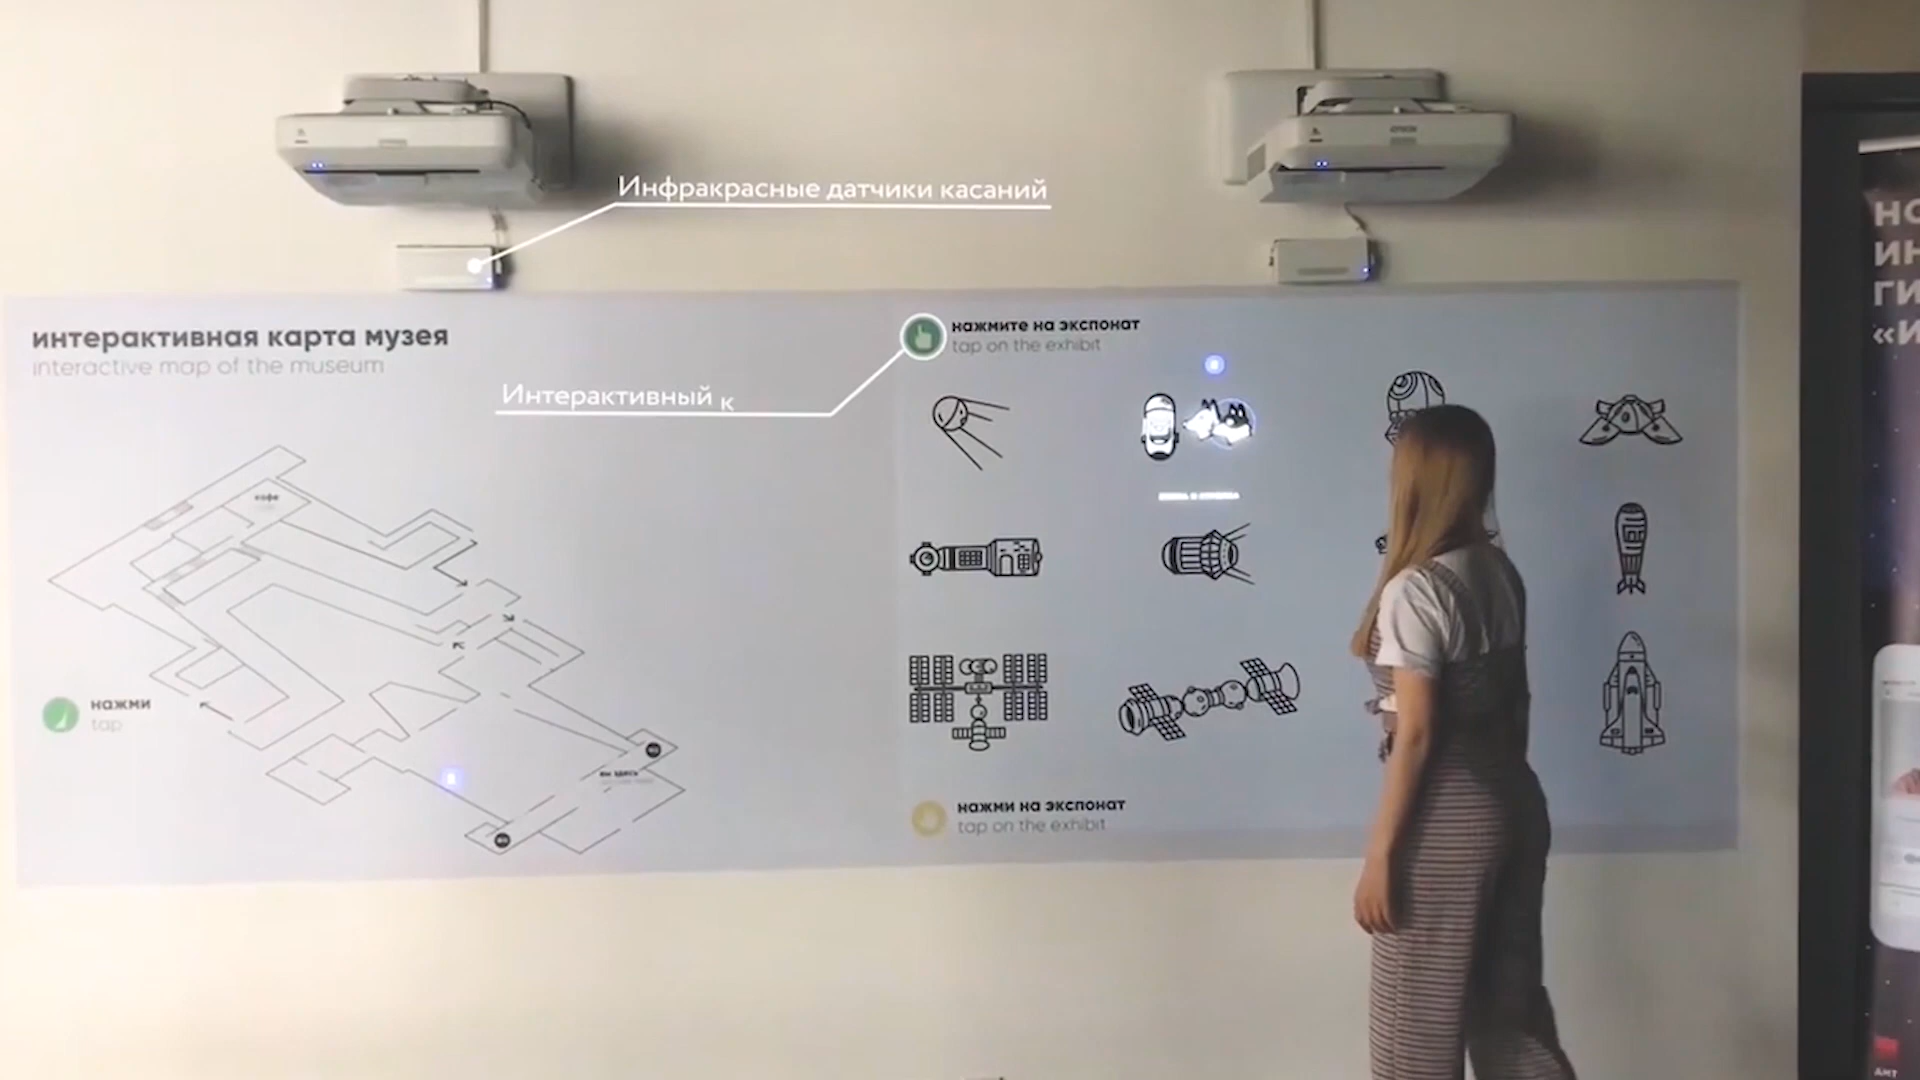 EPSON
Инфракрасные датчики касаний
интерактивная карта музея
interactive map of the museum
нажмите на экспонат
tap on the exhibit
Интерактивный к
кофе
нажми
tap
вы здесь
нажми на экспонат
tap on the exhibit
НО
ИН
ГИ
«И